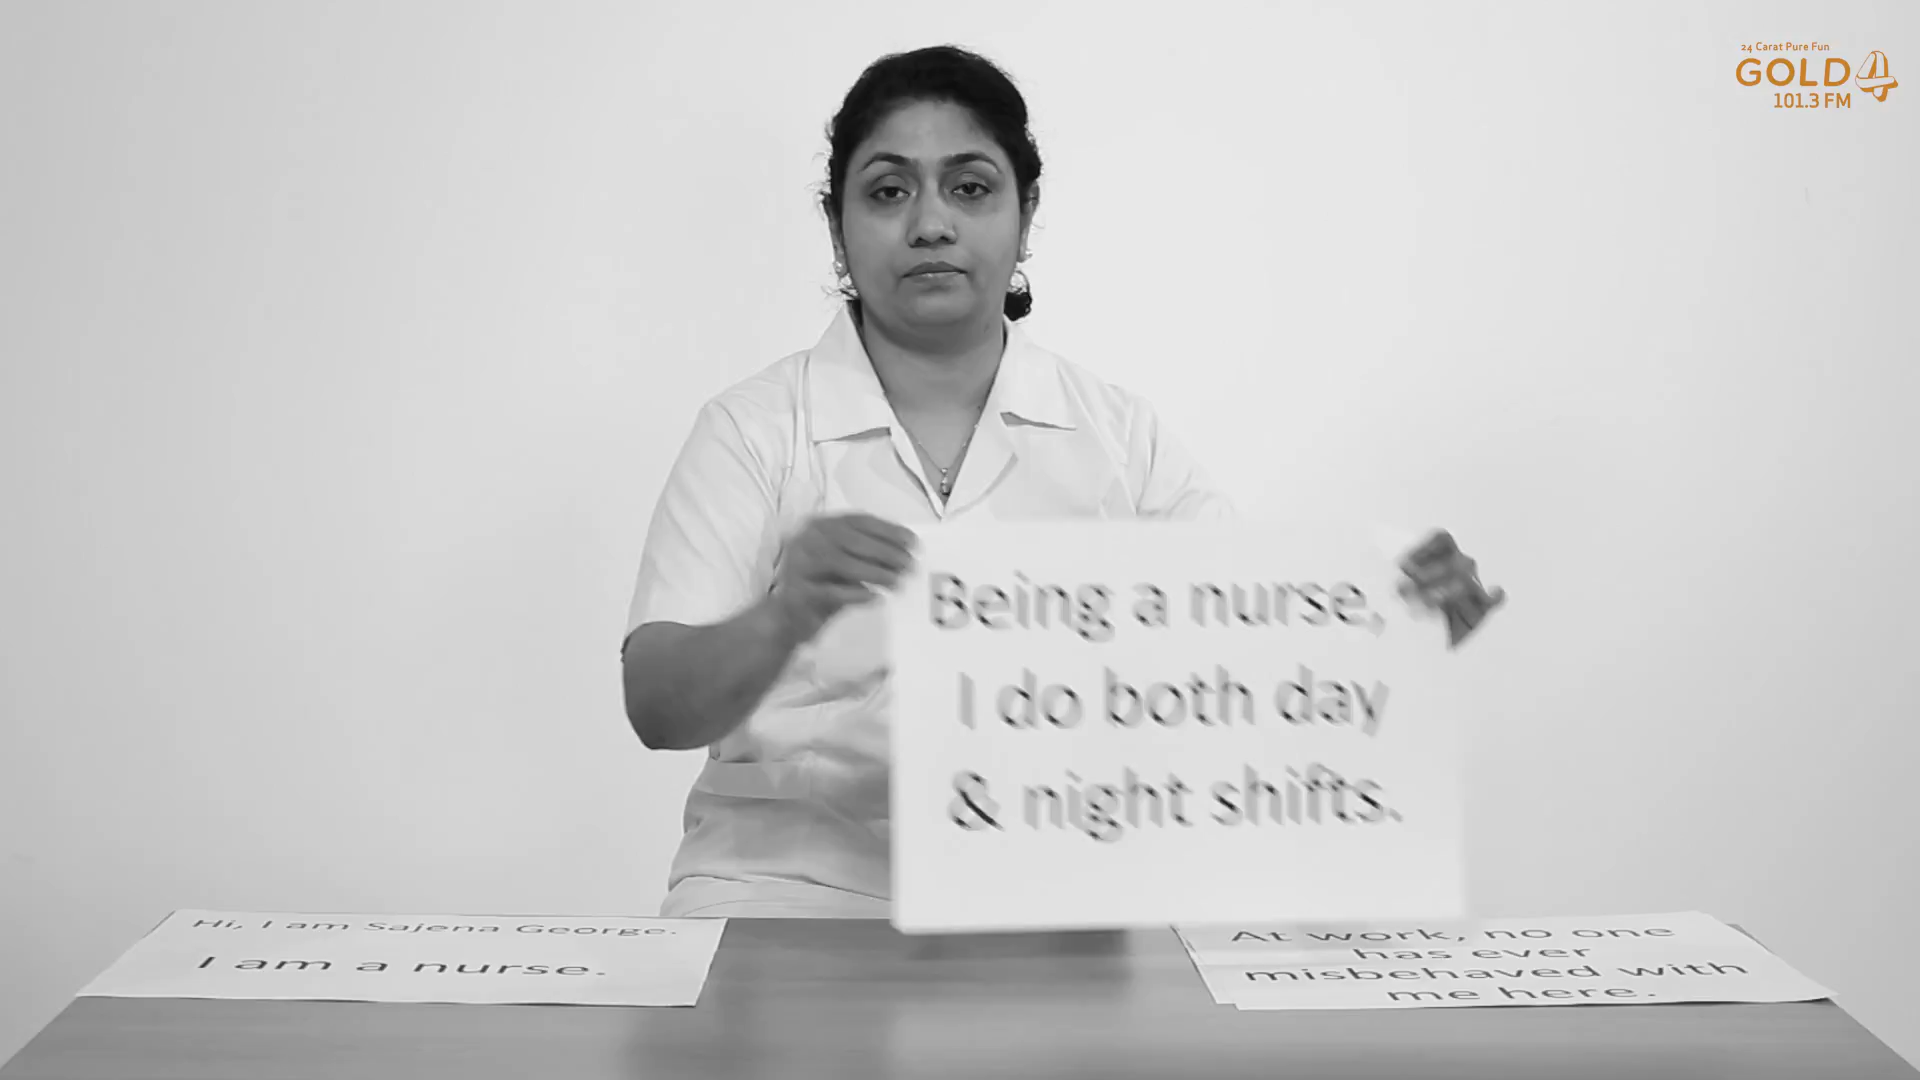 24 Carat Pure Fun
GOLD
101.3 FM
Being a nurse,
I do both day
& night shifts.
Hi, I am Sajena George.
I am a nurse.
At work, no one
has ever
misbehaved with
me here.